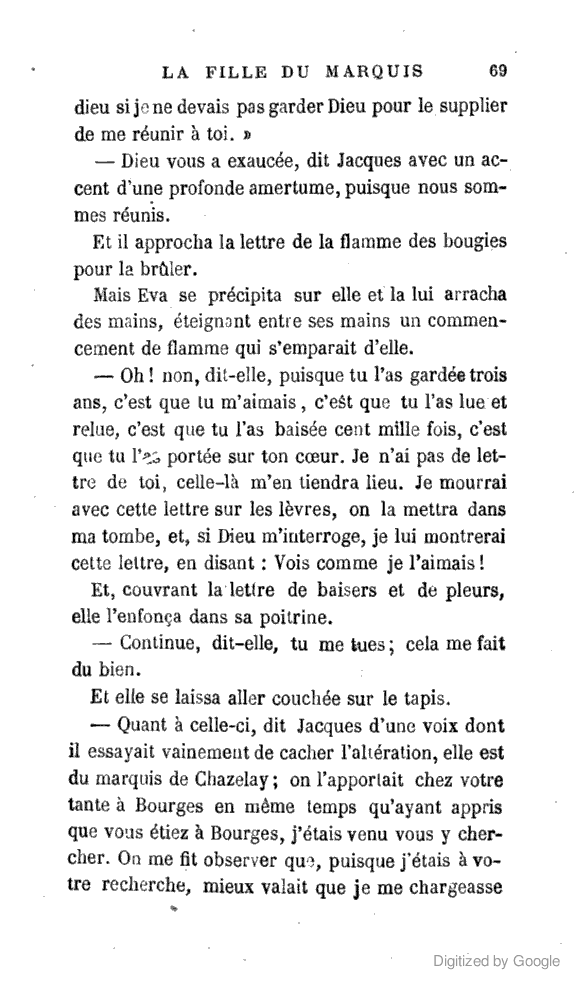 LA FILLE DU MARQUIS 69
dieu si je ne devais pas garder Dieu pour le supplier
de me réunir à toi. »
— Dieu vous a exaucée, dit Jacques avec un ac-
cent d'une profonde amertume, puisque nous som-
mes réunis.
Et il approcha la lettre de la flamme des bougies
pour la brûler.
Mais Eva se précipita sur elle et la lui arracha
des mains, éteignant entre ses mains un commen-
cement de flamme qui s'emparait d'elle.
— Oh ! non, dit-elle, puisque tu l'as gardée trois
ans, c'est que tu m'aimais, c'est que tu l'as lue et
relue, c'est que tu l'as baisée cent mille fois, c'est
que tu l'as portée sur ton cœur. Je n'ai pas de let-
tre de toi, celle-là m'en tiendra lieu. Je mourrai
avec cette lettre sur les lèvres, on la mettra dans
ma tombe, et, si Dieu m'interroge, je lui montrerai
cette lettre, en disant : Vois comme je l'aimais !
Et, couvrant la lettre de baisers et de pleurs,
elle l'enfonça dans sa poitrine.
— Continue, dit-elle, tu me tues ; cela me fait
du bien.
Et elle se laissa aller couchée sur le tapis.
— Quant à celle-ci, dit Jacques d'une voix dont
il essayait vainement de cacher l'altération, elle est
du marquis de Chazelay ; on l'apportait chez votre
tante à Bourges en même temps qu'ayant appris
que vous étiez à Bourges, j'étais venu vous y cher-
cher. On me fit observer que, puisque j'étais à vo-
tre recherche, mieux valait que je me chargeasse
Digitized by Google